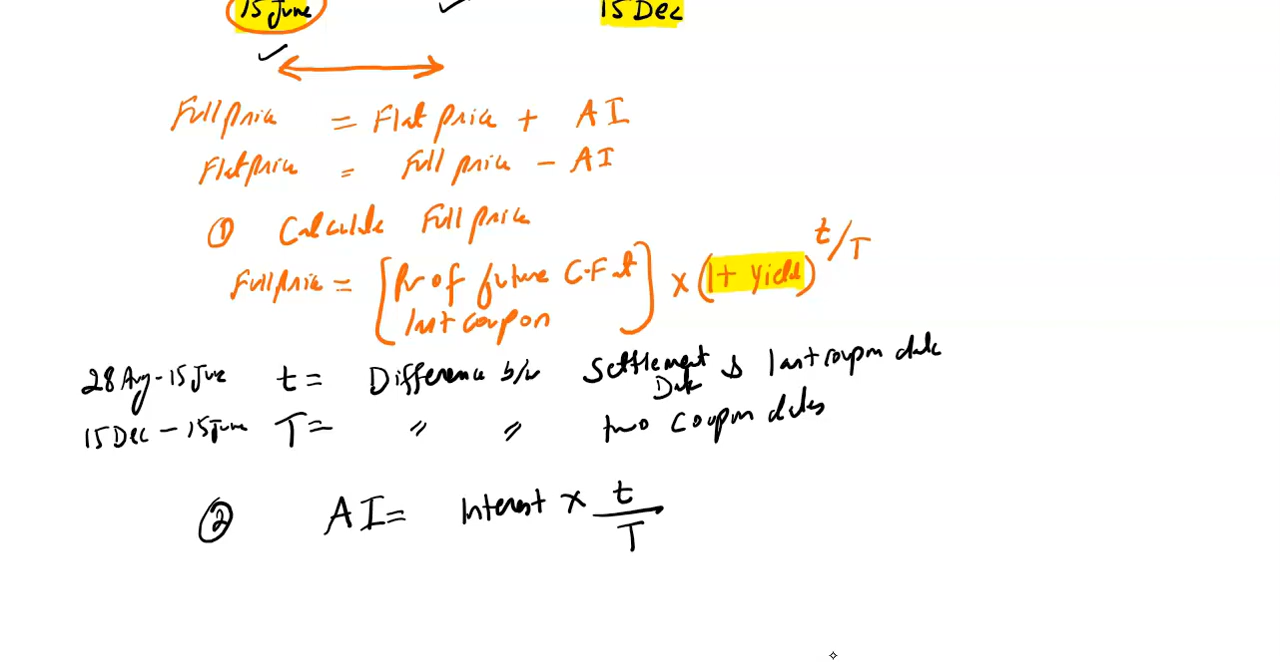 15 June 15 Dec
Full price = Flat price + AI
Flat price = Full price - AI
① Calculate Full price
Full price = [Pv of future C.F at last coupon] × (1 + Yield)^t/T
28 Aug - 15 June t = Difference b/w Settlement Date & last coupon date
15 Dec - 15 June T = " " two coupon dates
② AI = Interest × t/T